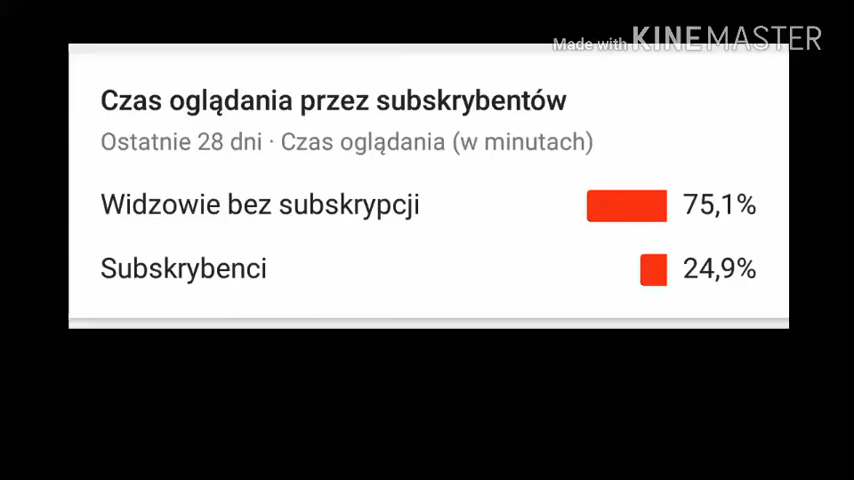 Made with KINEMASTER
Czas oglądania przez subskrybentów
Ostatnie 28 dni · Czas oglądania (w minutach)
Widzowie bez subskrypcji 75,1%
Subskrybenci 24,9%